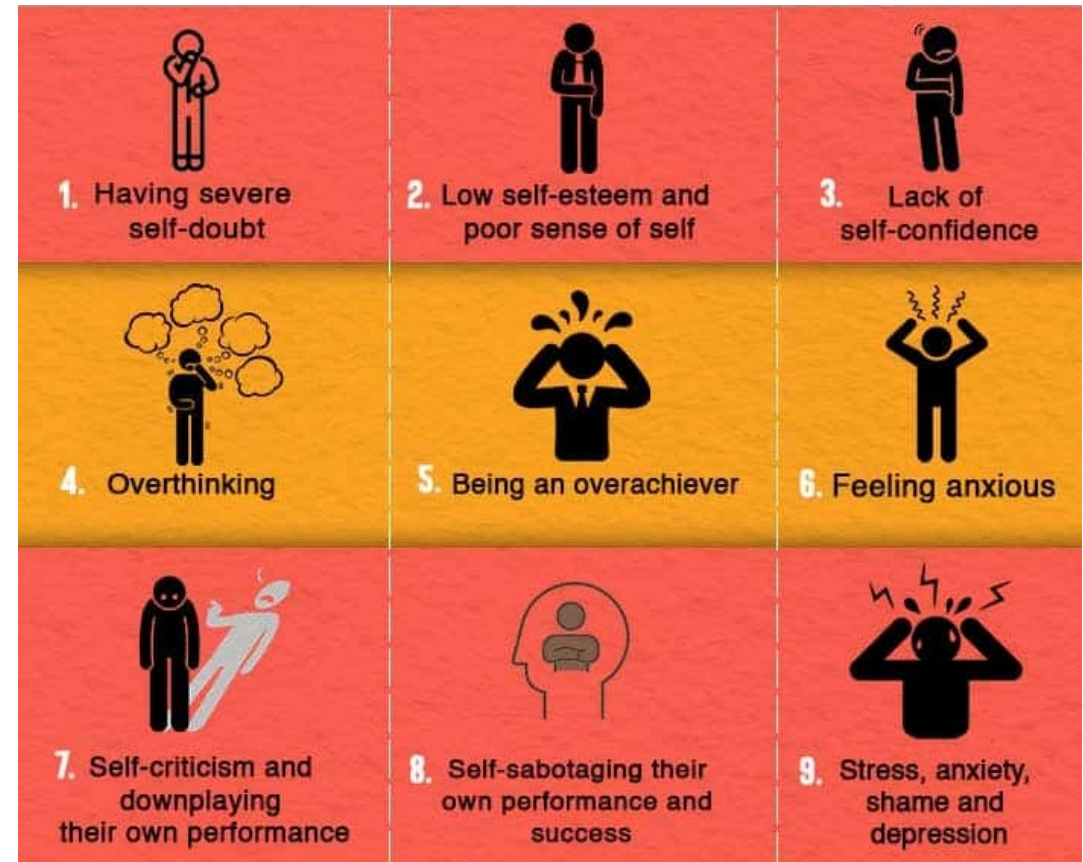 1. Having severe
self-doubt
2. Low self-esteem and
poor sense of self
3. Lack of
self-confidence
4. Overthinking
5. Being an overachiever
6. Feeling anxious
7. Self-criticism and
downplaying
their own performance
8. Self-sabotaging their
own performance and
success
9. Stress, anxiety,
shame and
depression